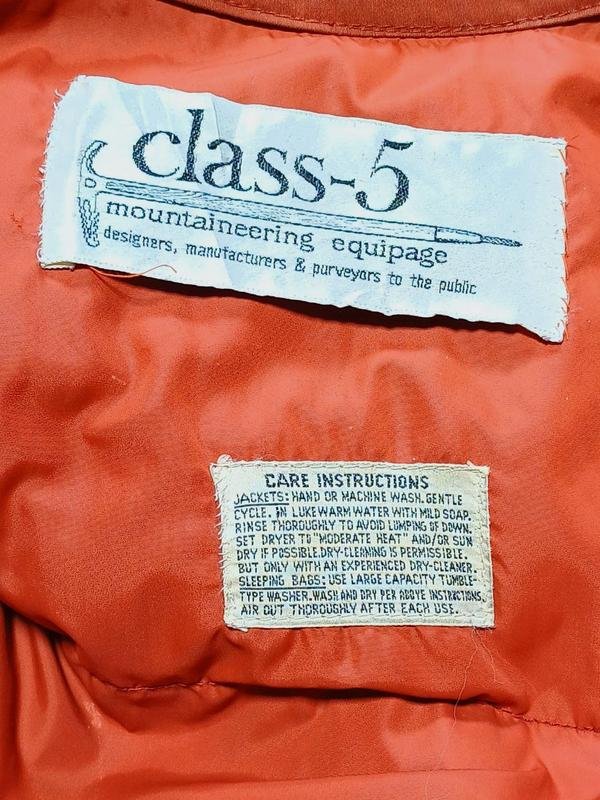 class-5
mountaineering equipage
designers, manufacturers & purveyors to the public
CARE INSTRUCTIONS
JACKETS: HAND OR MACHINE WASH. GENTLE
CYCLE. IN LUKEWARM WATER WITH MILD SOAP.
RINSE THOROUGHLY TO AVOID LUMPING OF DOWN.
SET DRYER TO "MODERATE HEAT" AND/OR SUN
DRY IF POSSIBLE. DRY-CLEANING IS PERMISSIBLE.
BUT ONLY WITH AN EXPERIENCED DRY-CLEANER.
SLEEPING BAGS: USE LARGE CAPACITY TUMBLE-
TYPE WASHER. WASH AND DRY PER ABOVE INSTRUCTIONS.
AIR OUT THOROUGHLY AFTER EACH USE.